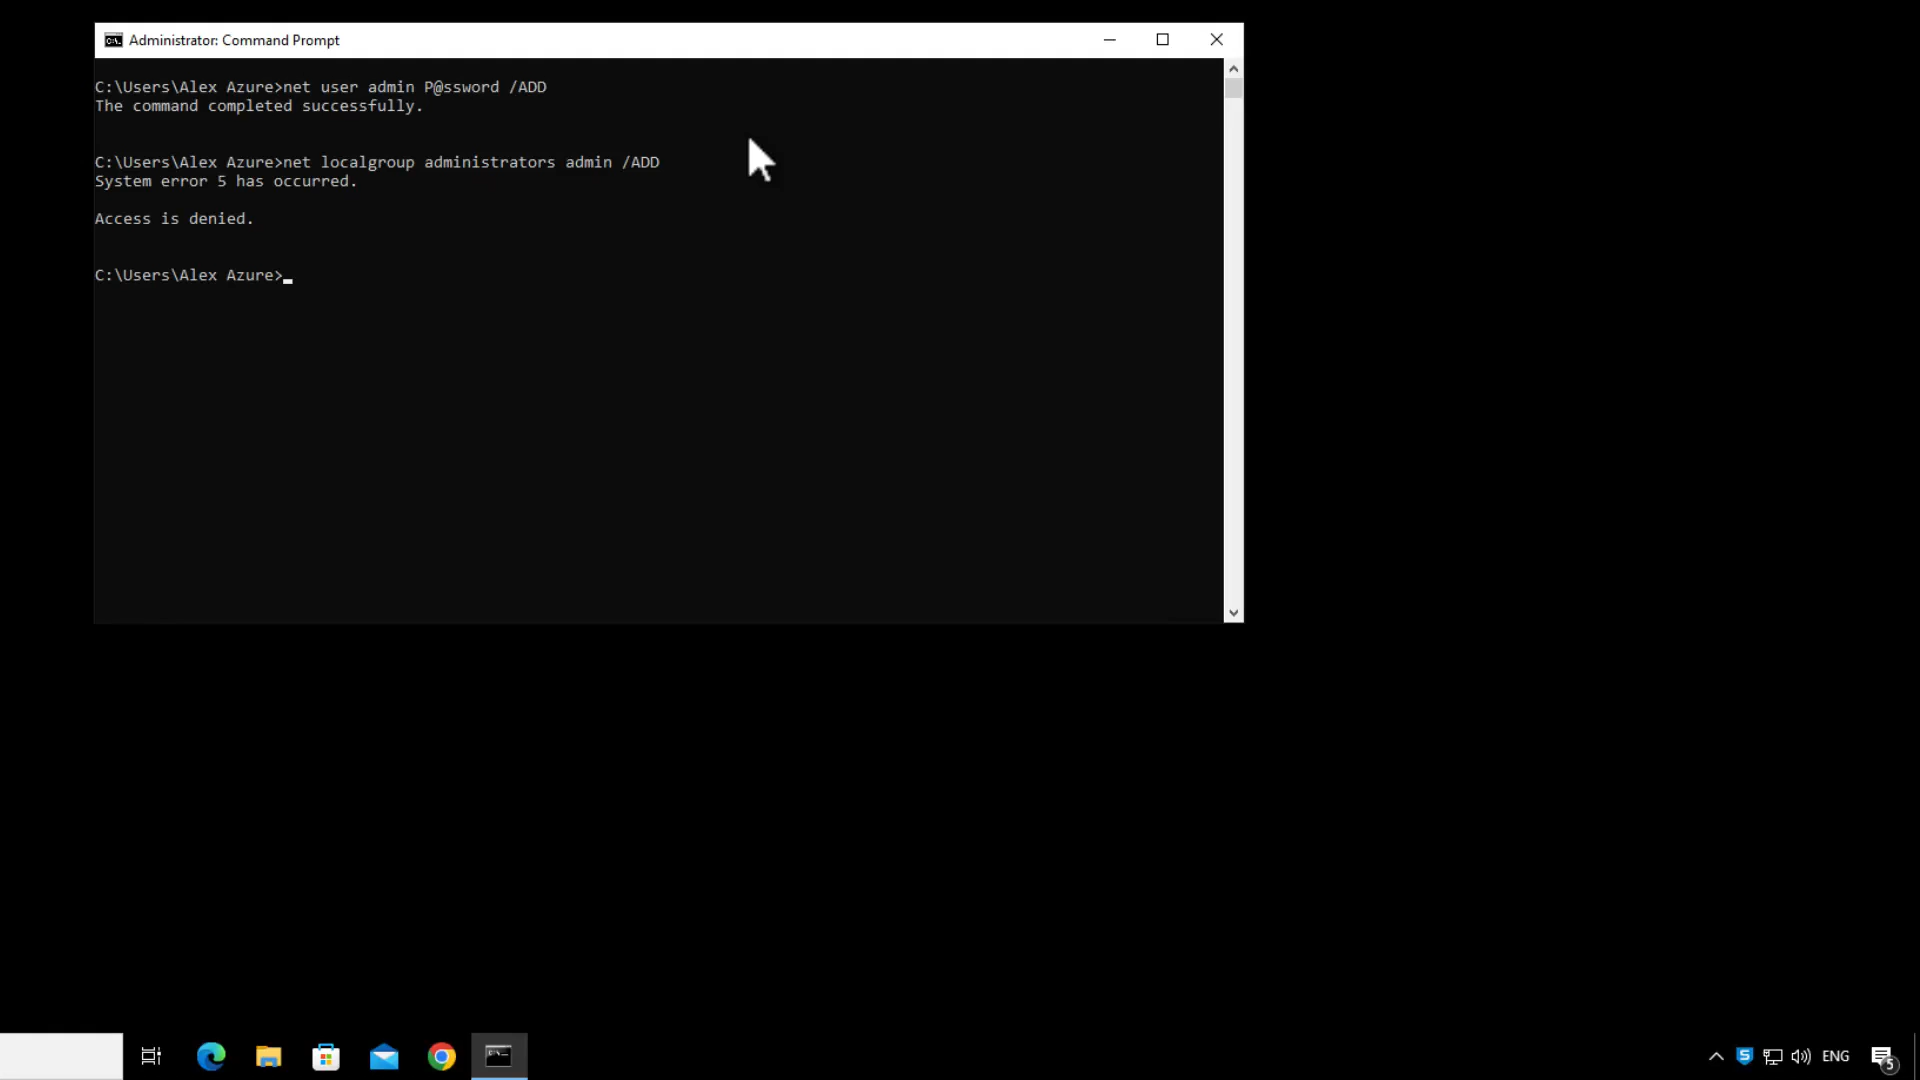 Administrator: Command Prompt
C:\Users\Alex Azure>net user admin P@ssword /ADD
The command completed successfully.
C:\Users\Alex Azure>net localgroup administrators admin /ADD
System error 5 has occurred.
Access is denied.
C:\Users\Alex Azure>
ENG
5